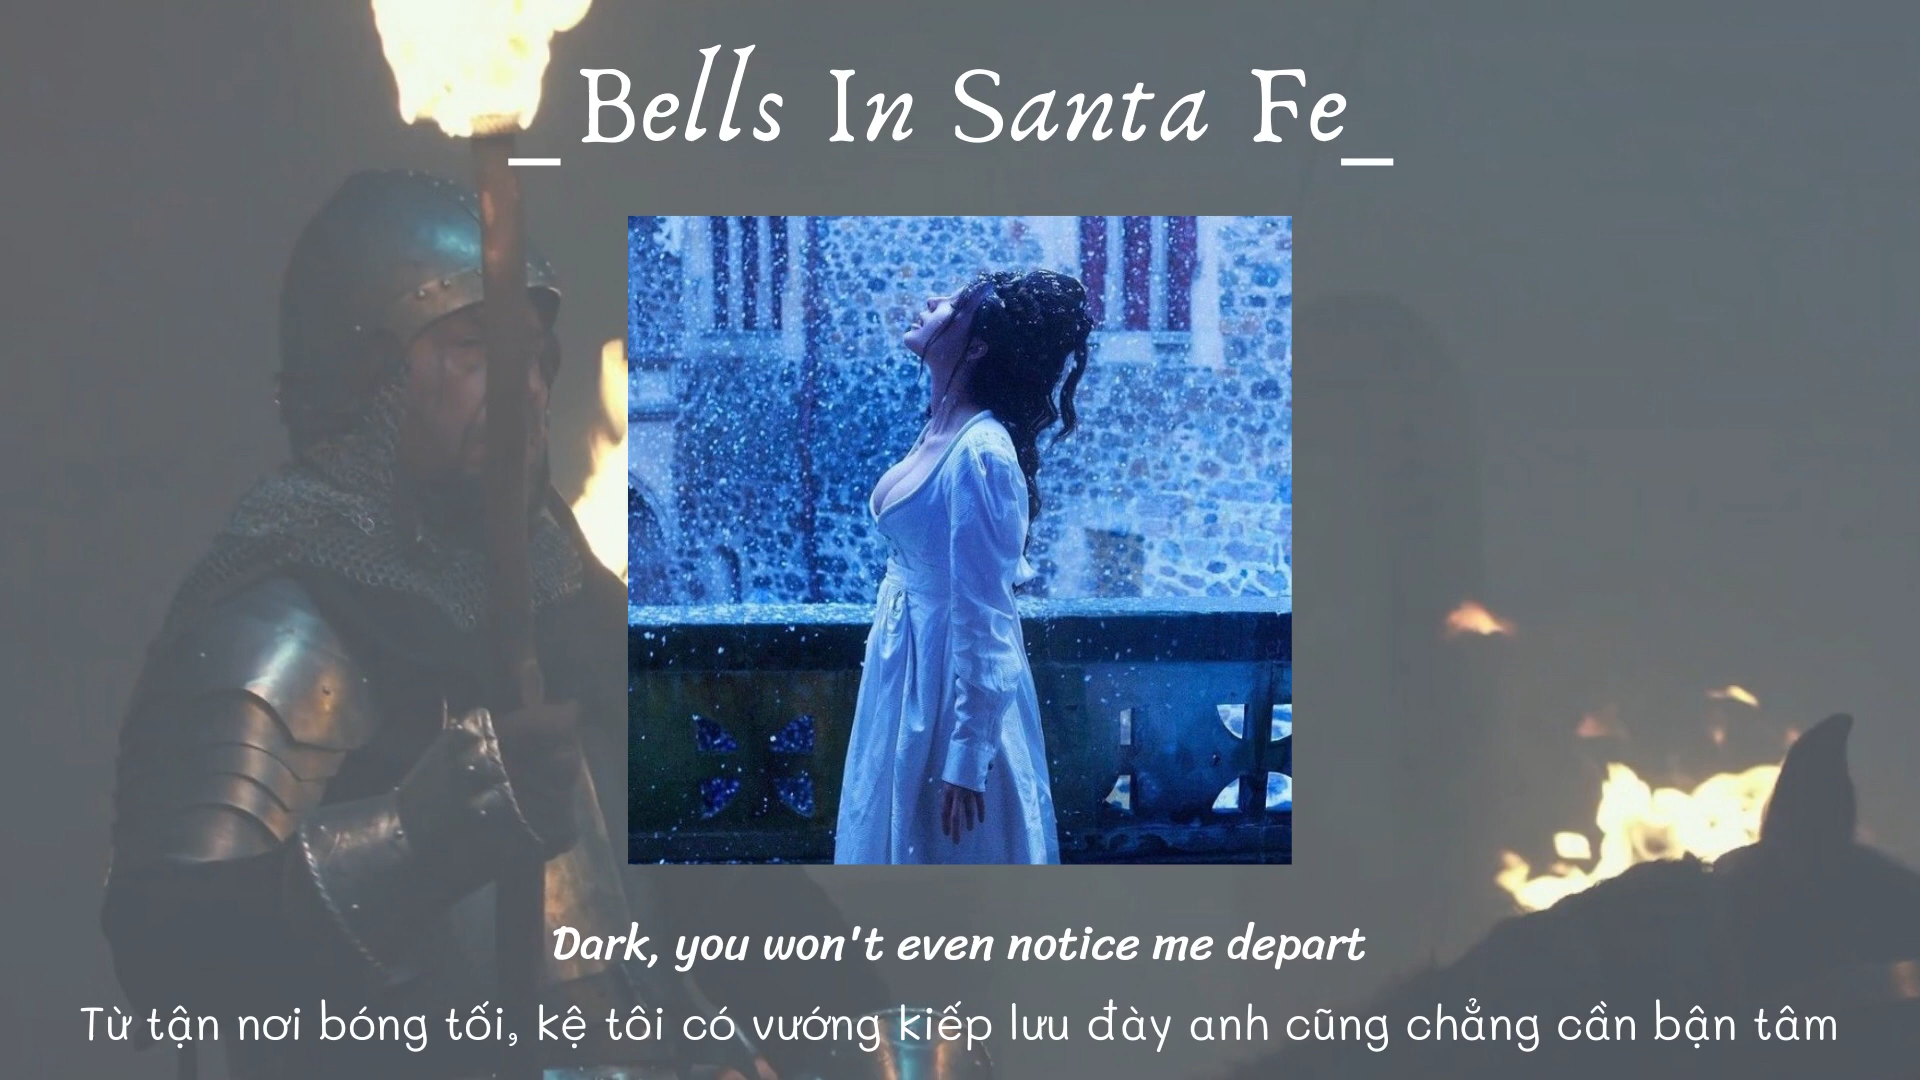 _Bells In Santa Fe_
Dark, you won't even notice me depart
Từ tận nơi bóng tối, kệ tôi có vướng kiếp lưu đày anh cũng chẳng cần bận tâm